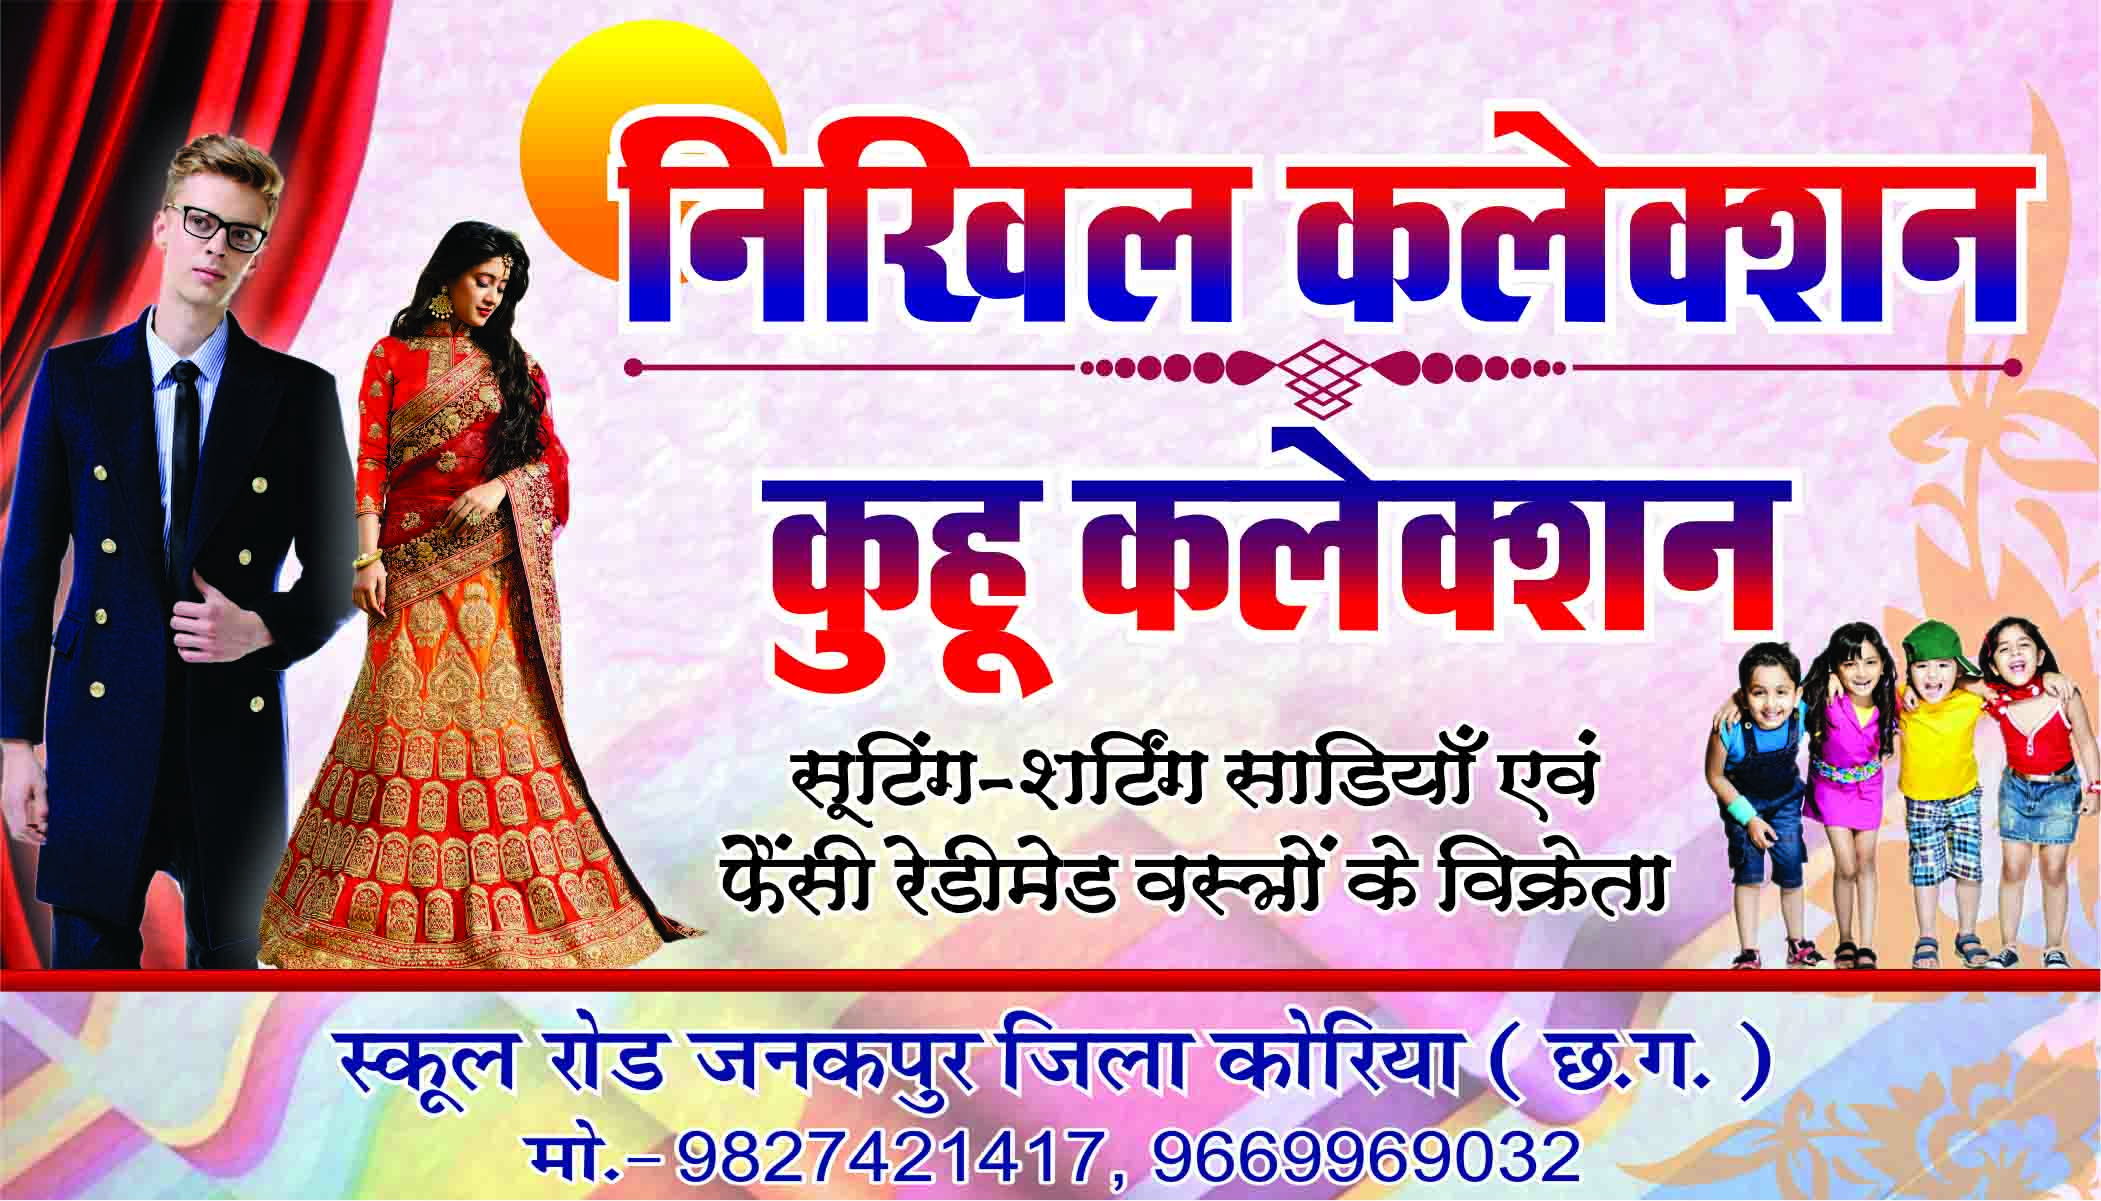 निखिल कलेक्शन
कुहू कलेक्शन
सूटिंग-शर्टिंग साडियाँ एवं
फैंसी रेडीमेड वस्त्रों के विक्रेता
स्कूल रोड जनकपुर जिला कोरिया ( छ.ग. )
मो.-9827421417, 9669969032